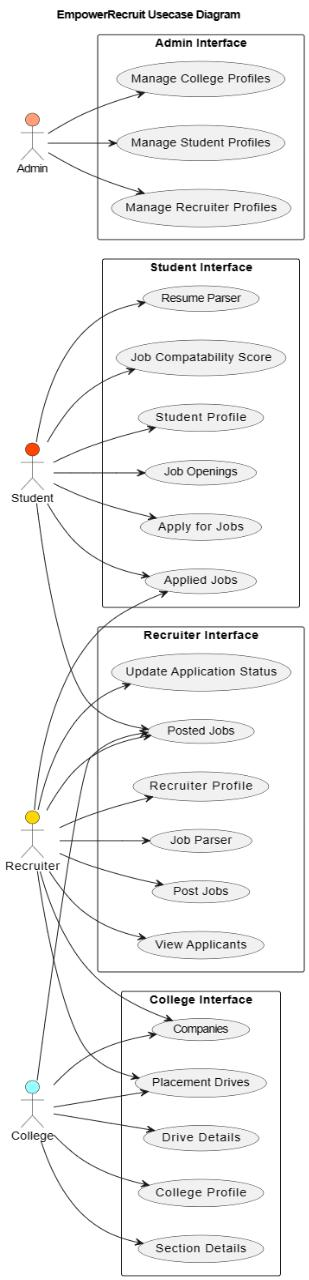 EmpowerRecruit Usecase Diagram
Admin Interface
Manage College Profiles
Manage Student Profiles
Admin
Manage Recruiter Profiles
Student Interface
Resume Parser
Job Compatability Score
Student Profile
Job Openings
Student
Apply for Jobs
Applied Jobs
Recruiter Interface
Update Application Status
Posted Jobs
Recruiter Profile
Job Parser
Recruiter
Post Jobs
View Applicants
College Interface
Companies
Placement Drives
College
Drive Details
College Profile
Section Details